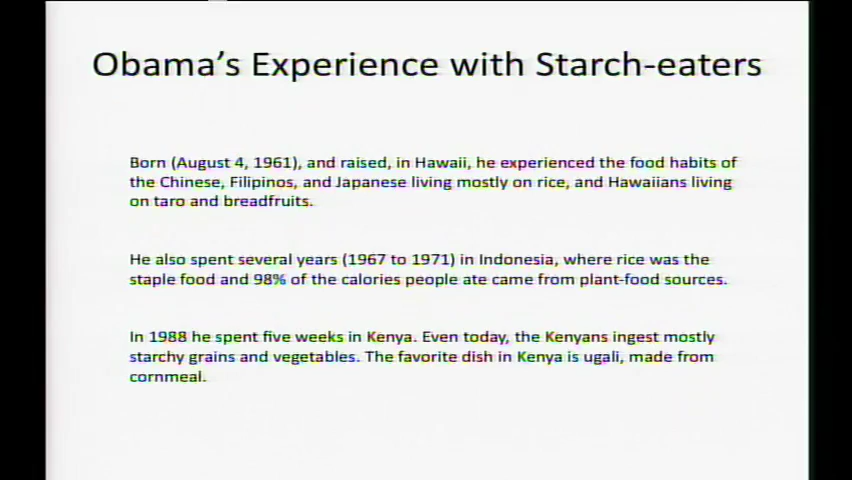 Obama’s Experience with Starch-eaters
Born (August 4, 1961), and raised, in Hawaii, he experienced the food habits of
the Chinese, Filipinos, and Japanese living mostly on rice, and Hawaiians living
on taro and breadfruits.
He also spent several years (1967 to 1971) in Indonesia, where rice was the
staple food and 98% of the calories people ate came from plant-food sources.
In 1988 he spent five weeks in Kenya. Even today, the Kenyans ingest mostly
starchy grains and vegetables. The favorite dish in Kenya is ugali, made from
cornmeal.